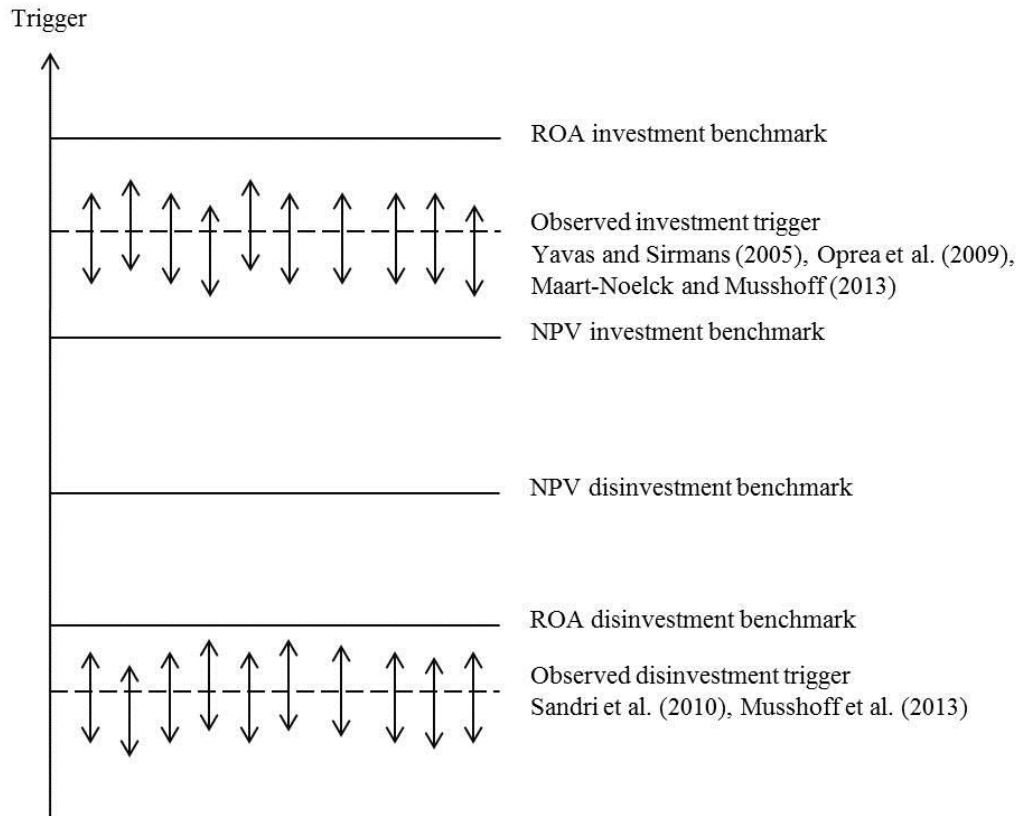 Trigger
ROA investment benchmark
Observed investment trigger
Yavas and Sirmans (2005), Oprea et al. (2009),
Maart-Noelck and Musshoff (2013)
NPV investment benchmark
NPV disinvestment benchmark
ROA disinvestment benchmark
Observed disinvestment trigger
Sandri et al. (2010), Musshoff et al. (2013)